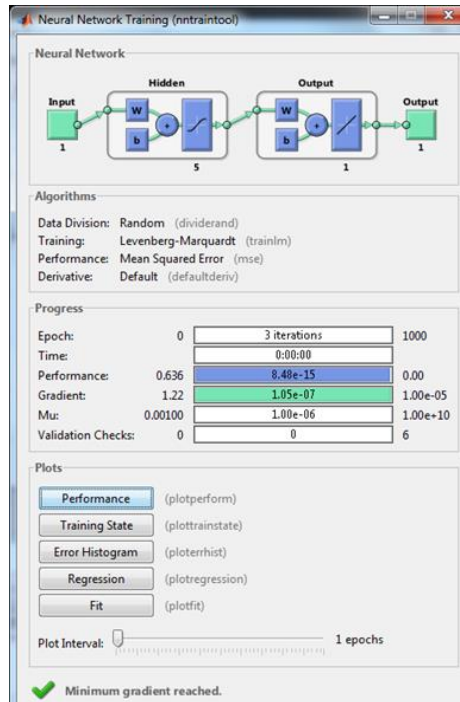 Neural Network Training (nntraintool)
Neural Network
Hidden Output
Input Output
W W
b b
+ +
1 5 1 1
Algorithms
Data Division: Random (dividerand)
Training: Levenberg-Marquardt (trainlm)
Performance: Mean Squared Error (mse)
Derivative: Default (defaultderiv)
Progress
Epoch: 0 3 iterations 1000
Time: 0:00:00
Performance: 0.636 8.48e-15 0.00
Gradient: 1.22 1.05e-07 1.00e-05
Mu: 0.00100 1.00e-06 1.00e+10
Validation Checks: 0 0 6
Plots
Performance (plotperform)
Training State (plottrainstate)
Error Histogram (ploterrhist)
Regression (plotregression)
Fit (plotfit)
Plot Interval: 1 epochs
Minimum gradient reached.